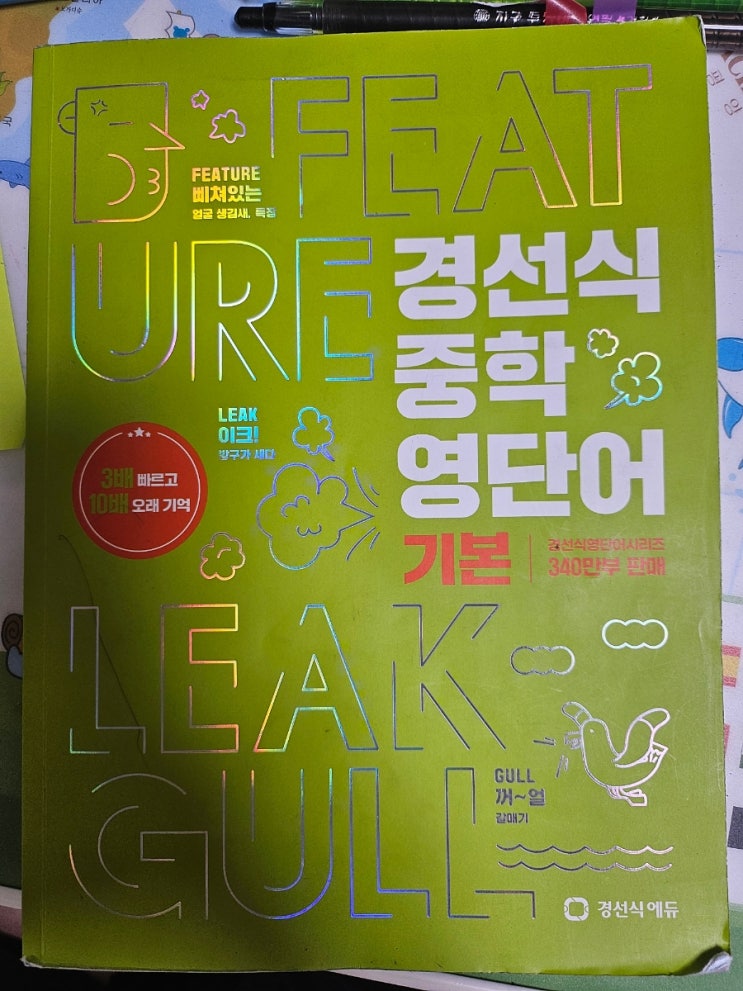 FEAT
FEATURE
삐쳐있는
얼굴 생김새, 특징
URE
경선식
중학
영단어
LEAK
이크!
방구가 세다
3배 빠르고
10배 오래 기억
기본
경선식영단어시리즈
340만부 판매
LEAK
GULL
꺼~얼
갈매기
GULL
경선식에듀